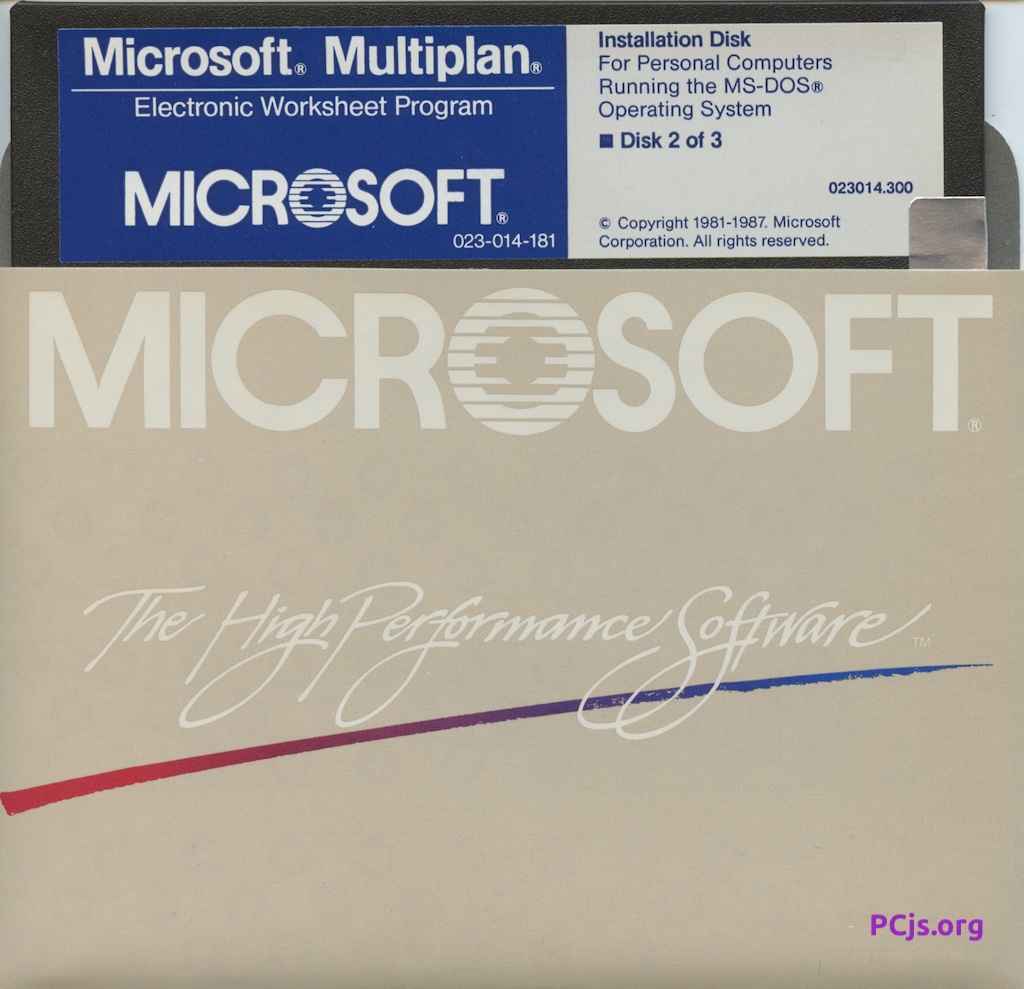 Microsoft® Multiplan®
Electronic Worksheet Program
MICROSOFT®
023-014-181
Installation Disk
For Personal Computers
Running the MS-DOS®
Operating System
■ Disk 2 of 3
023014.300
© Copyright 1981-1987. Microsoft
Corporation. All rights reserved.
MICROSOFT®
The High Performance Software™
PCjs.org